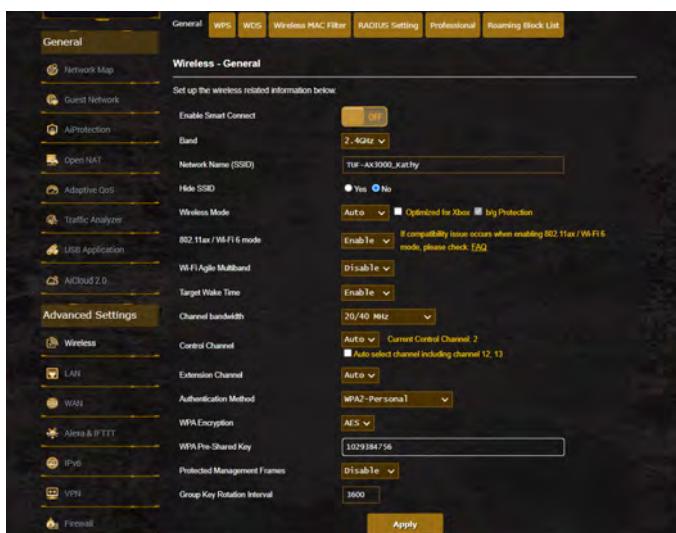 General WPS WDS Wireless MAC Filter RADIUS Setting Professional Roaming Block List
General
Network Map
Guest Network
AiProtection
Open NAT
Adaptive QoS
Traffic Analyzer
USB Application
AiCloud 2.0
Advanced Settings
Wireless
LAN
WAN
Alexa & IFTTT
IPv6
VPN
Firewall
Wireless - General
Set up the wireless related information below.
Enable Smart Connect OFF
Band 2.4GHz
Network Name (SSID) TUF-AX3000_Kathy
Hide SSID Yes No
Wireless Mode Auto Optimized for Xbox b/g Protection
802.11ax / Wi-Fi 6 mode Enable If compatibility issue occurs when enabling 802.11ax / Wi-Fi 6
mode, please check: FAQ
Wi-Fi Agile Multiband Disable
Target Wake Time Enable
Channel bandwidth 20/40 MHz
Control Channel Auto Current Control Channel: 2
Auto select channel including channel 12, 13
Extension Channel Auto
Authentication Method WPA2-Personal
WPA Encryption AES
WPA Pre-Shared Key 1029384756
Protected Management Frames Disable
Group Key Rotation Interval 3600
Apply